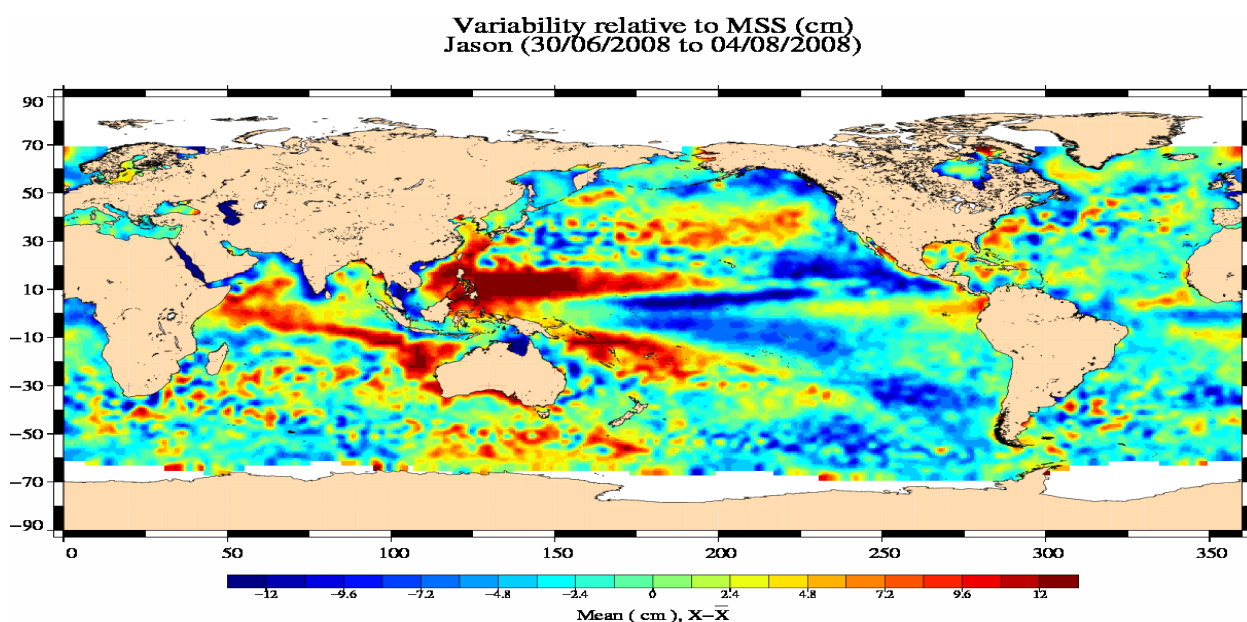 Variability relative to MSS (cm)
Jason (30/06/2008 to 04/08/2008)
90
70
50
30
10
−10
−30
−50
−70
−90
0 50 100 150 200 250 300 350
−12 −9.6 −7.2 −4.8 −2.4 0 2.4 4.8 7.2 9.6 12
Mean ( cm), X−X̄